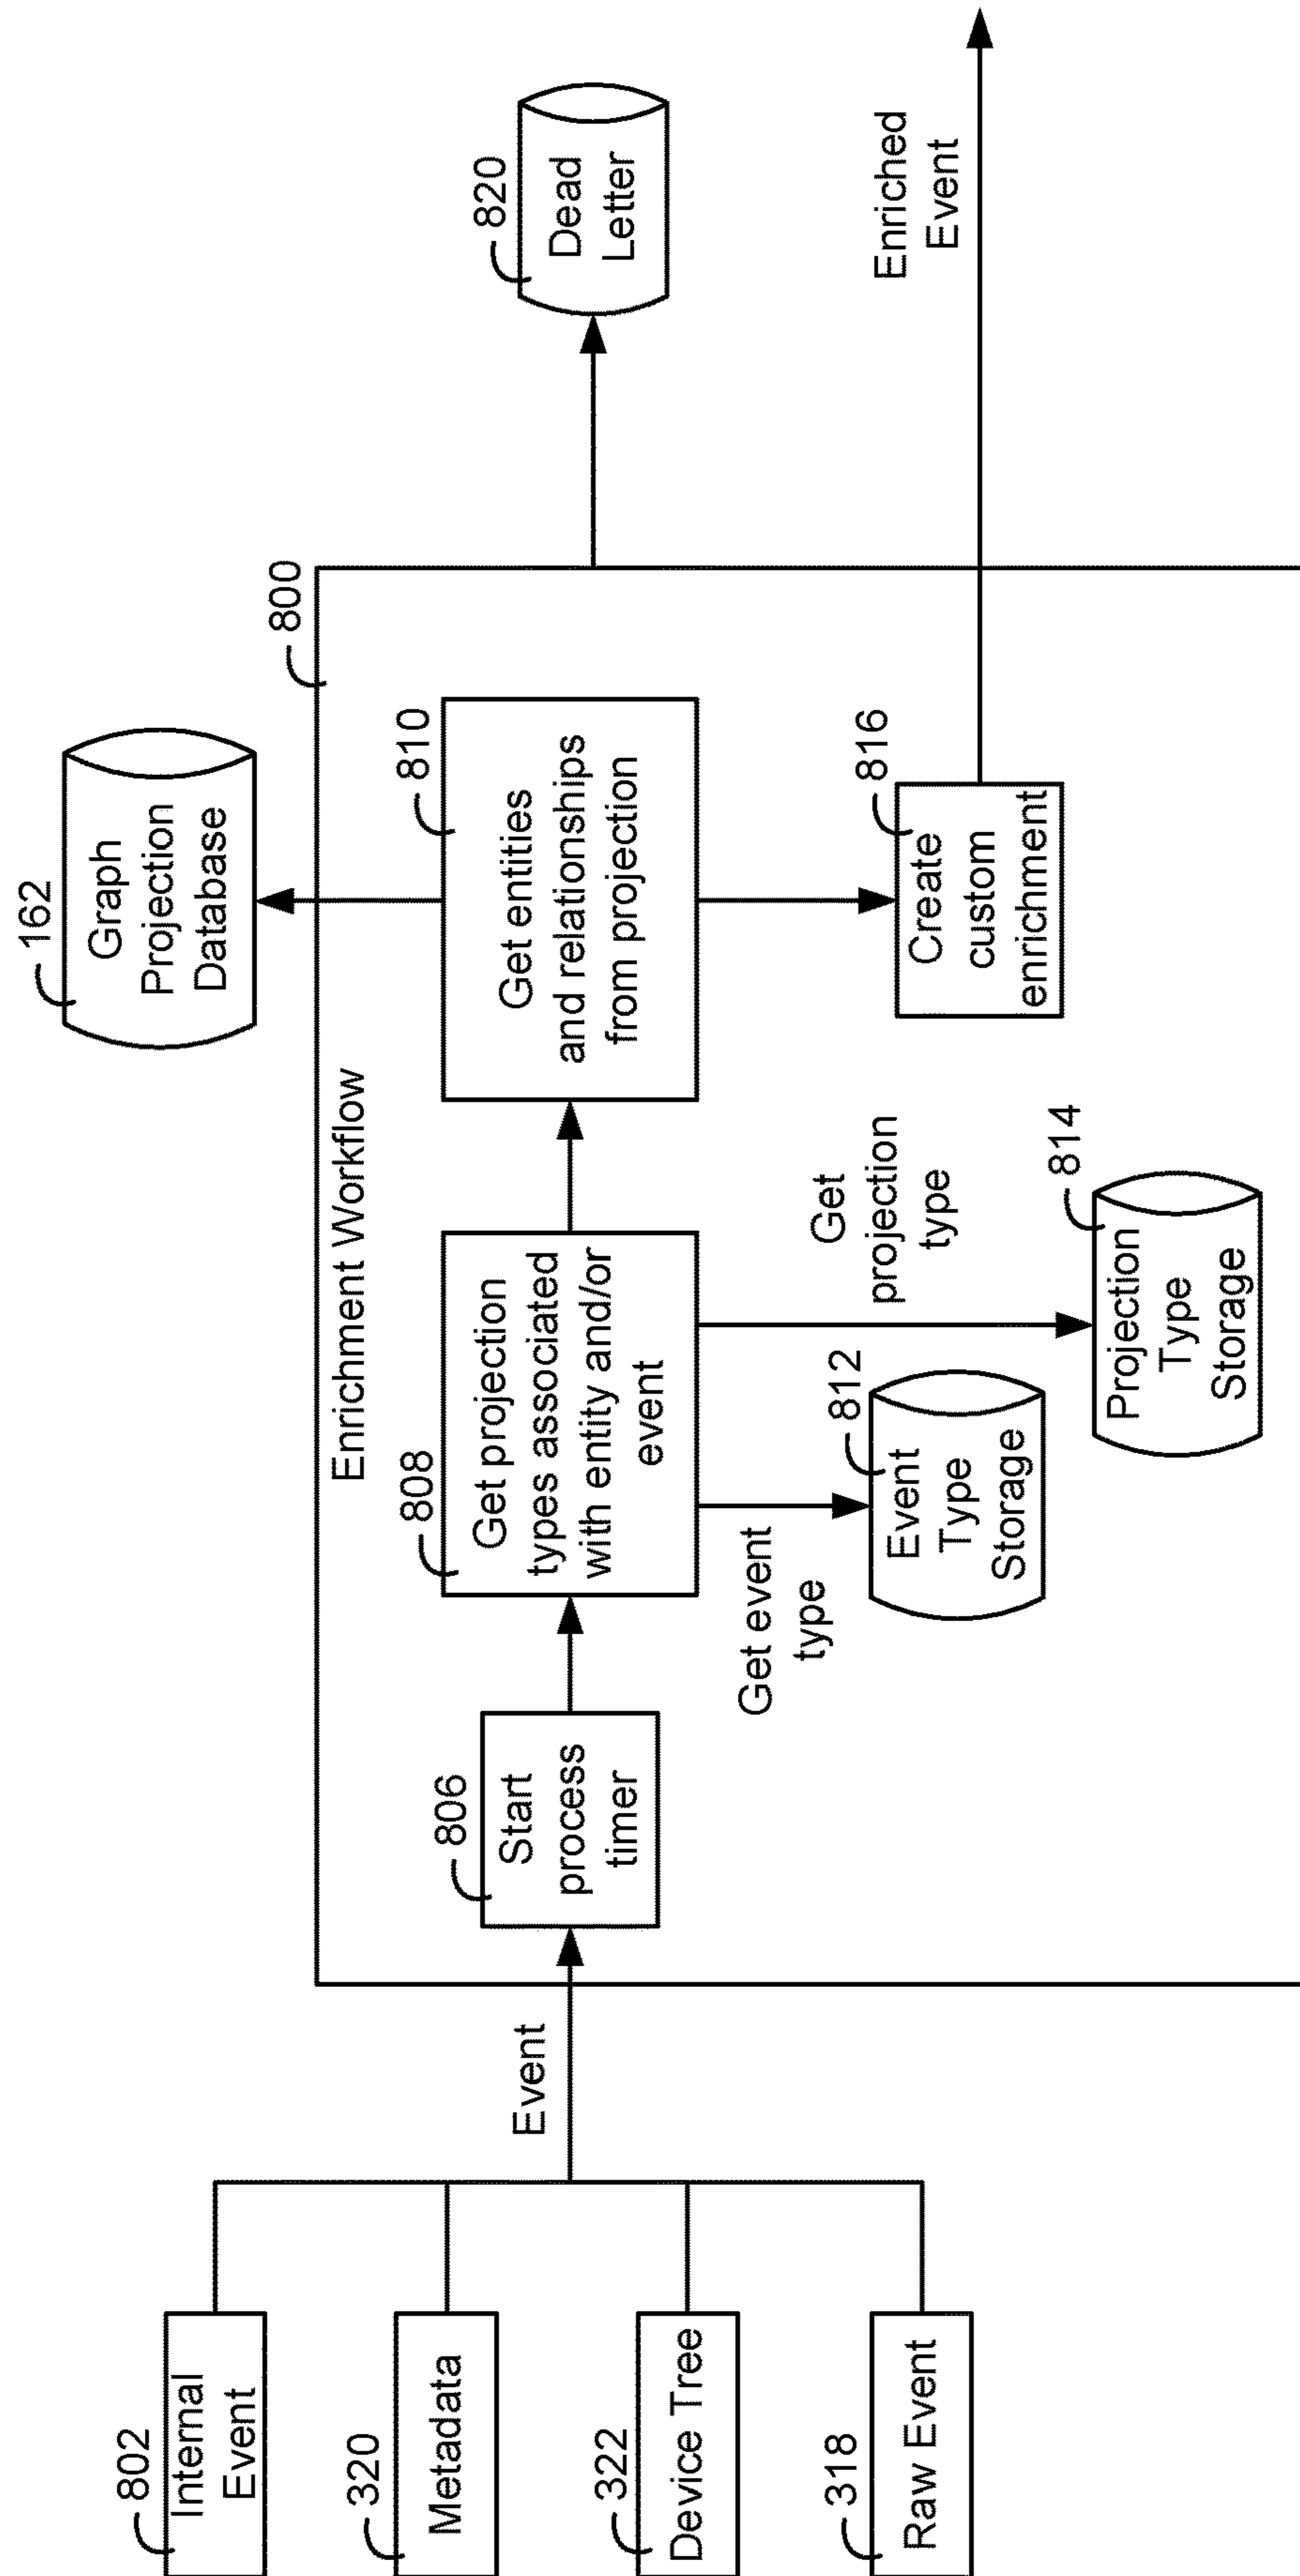 802
Internal
Event
320
Metadata
322
Device Tree
318
Raw Event
Event
800
Enrichment Workflow
806
Start
process
timer
808
Get projection
types associated
with entity and/or
event
Get event
type
812
Event
Type
Storage
Get
projection
type
814
Projection
Type
Storage
810
Get entities
and relationships
from projection
162
Graph
Projection
Database
816
Create
custom
enrichment
820
Dead
Letter
Enriched
Event